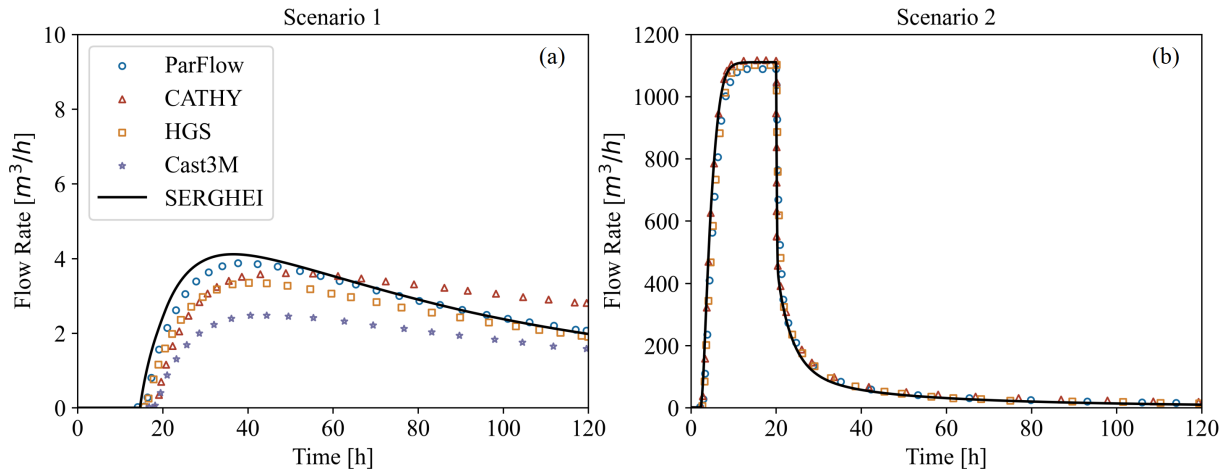 Scenario 1
(a)
ParFlow
CATHY
HGS
Cast3M
SERGHEI
Flow Rate [m³/h]
10
8
6
4
2
0
0 20 40 60 80 100 120
Time [h]
Scenario 2
(b)
Flow Rate [m³/h]
1200
1000
800
600
400
200
0
0 20 40 60 80 100 120
Time [h]